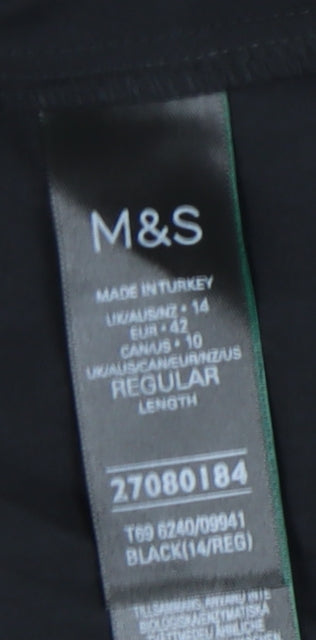 M&S
MADE IN TURKEY
UK/AUS/NZ • 14
EUR • 42
CAN/US • 10
UK/AUS/CAN/EUR/NZ/US
REGULAR
LENGTH
27080184
T69 6240/09941
BLACK(14/REG)